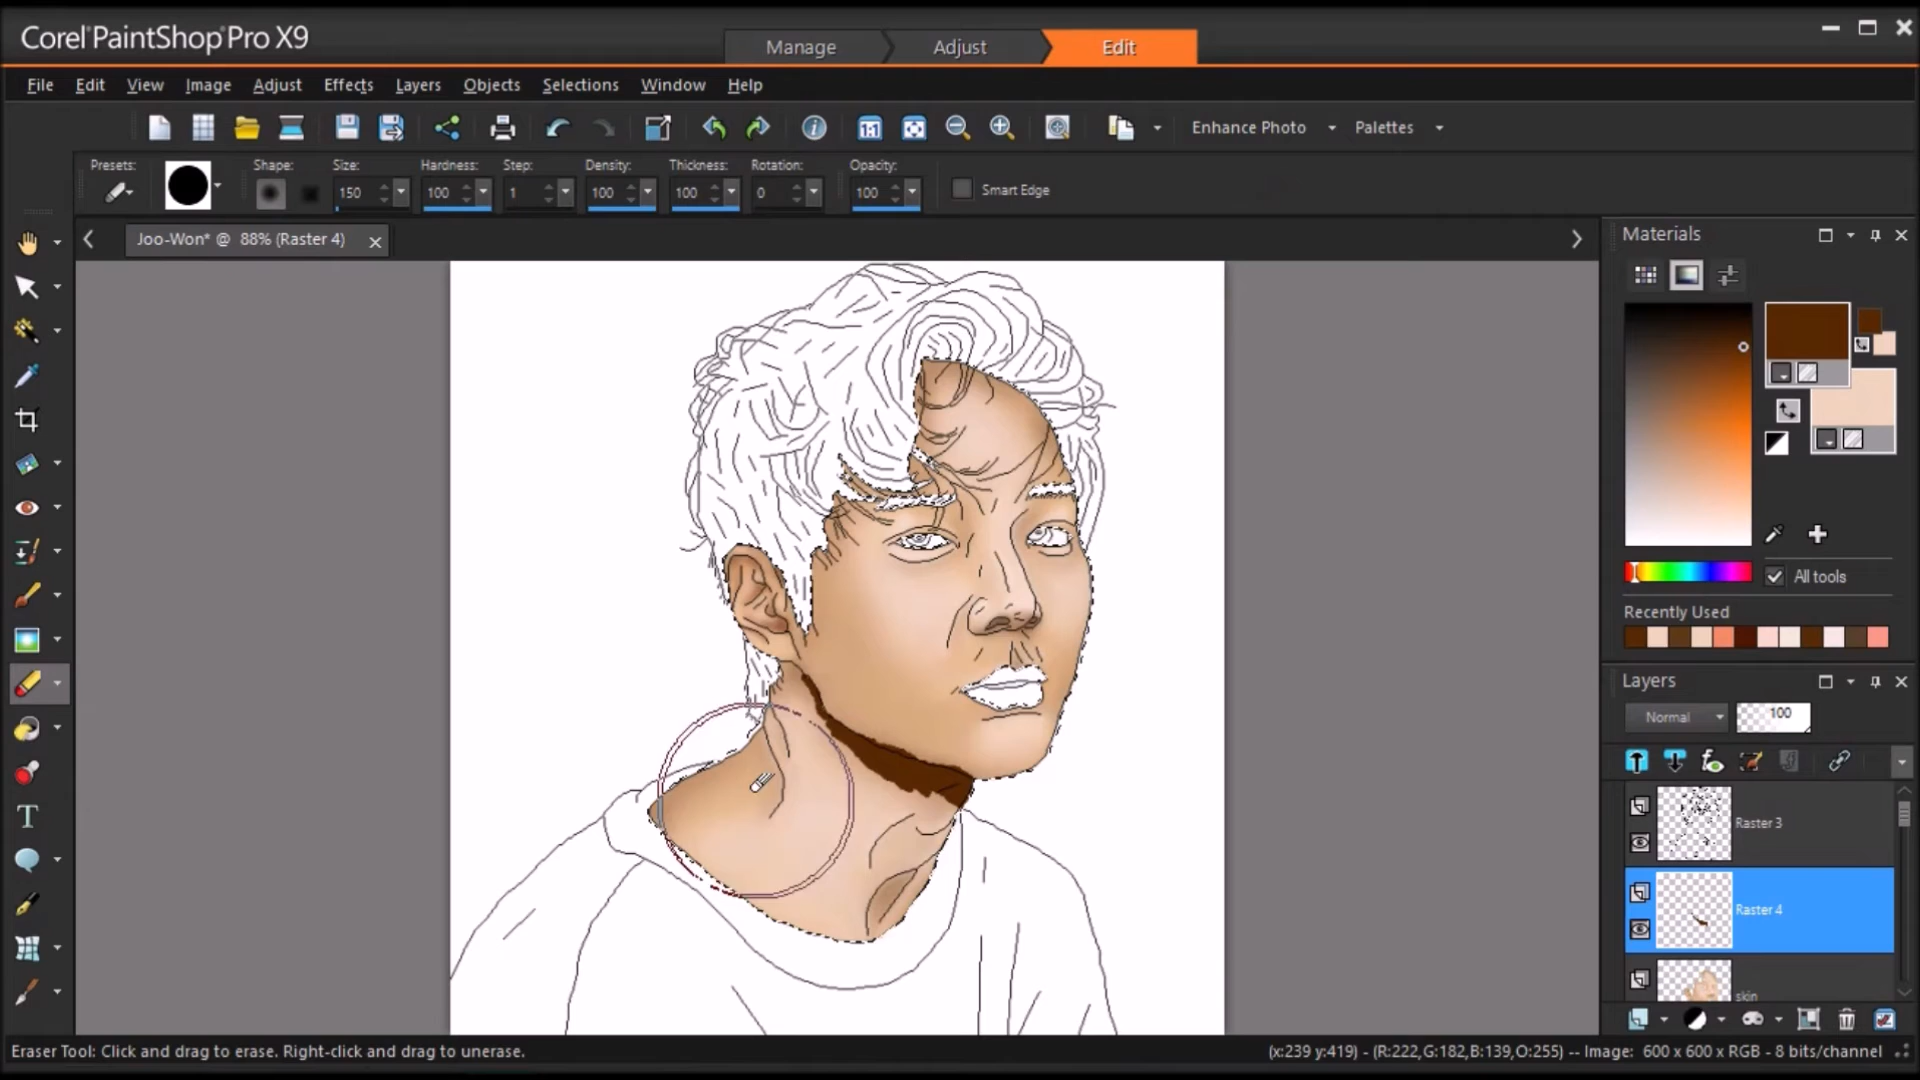 Corel PaintShop Pro X9
Manage Adjust Edit
File Edit View Image Adjust Effects Layers Objects Selections Window Help
1:1 Enhance Photo Palettes
Presets: Shape: Size: Hardness: Step: Density: Thickness: Rotation: Opacity:
150 100 1 100 100 0 100 Smart Edge
Joo-Won* @ 88% (Raster 4)
Materials
All tools
Recently Used
Layers
Normal 100
Raster 3
Raster 4
skin
T
Eraser Tool: Click and drag to erase. Right-click and drag to unerase.
(x:239 y:419) - (R:222,G:182,B:139,O:255) -- Image: 600 x 600 x RGB - 8 bits/channel